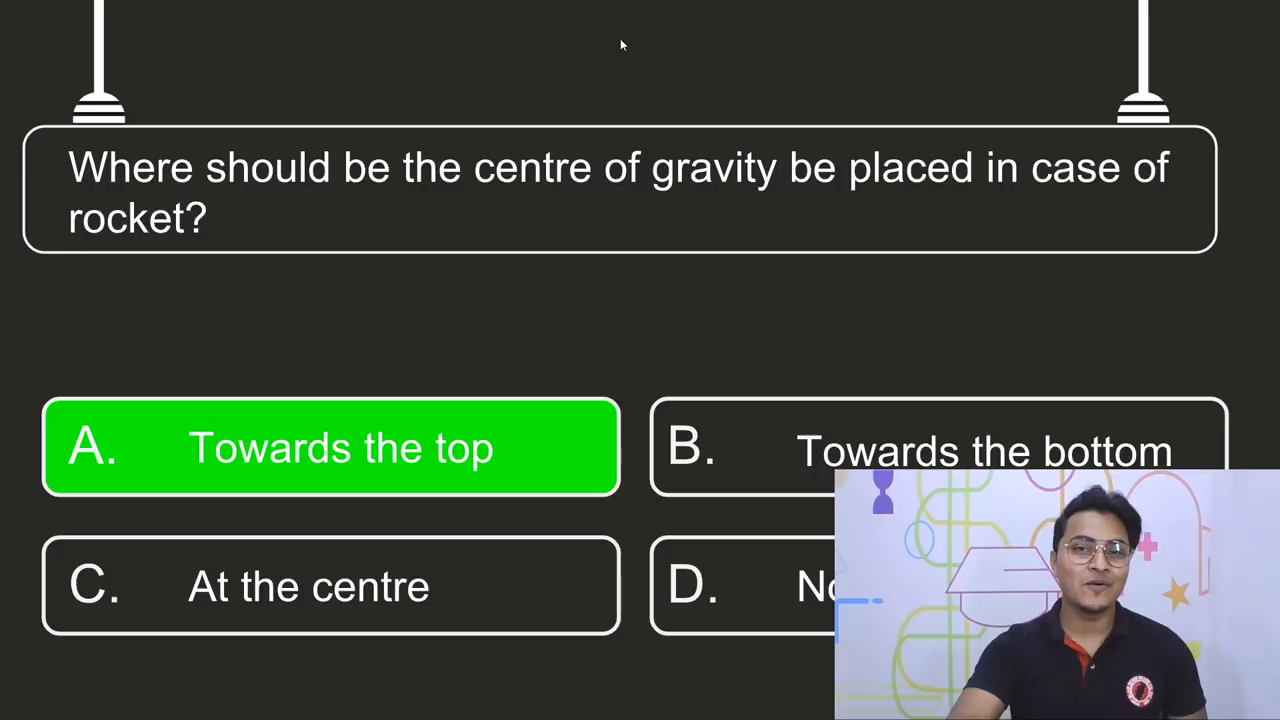 Where should be the centre of gravity be placed in case of
rocket?
A. Towards the top
B. Towards the bottom
C. At the centre
D.